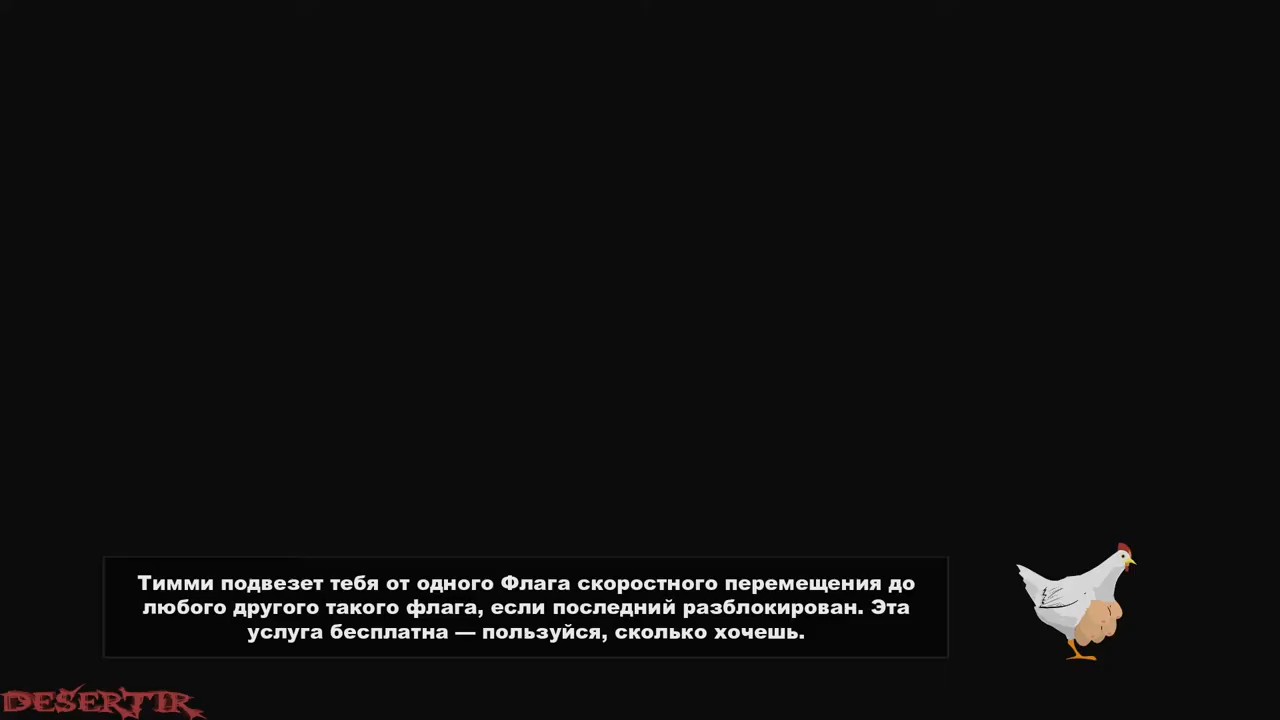 Тимми подвезет тебя от одного Флага скоростного перемещения до
любого другого такого флага, если последний разблокирован. Эта
услуга бесплатна — пользуйся, сколько хочешь.
DESERTIR